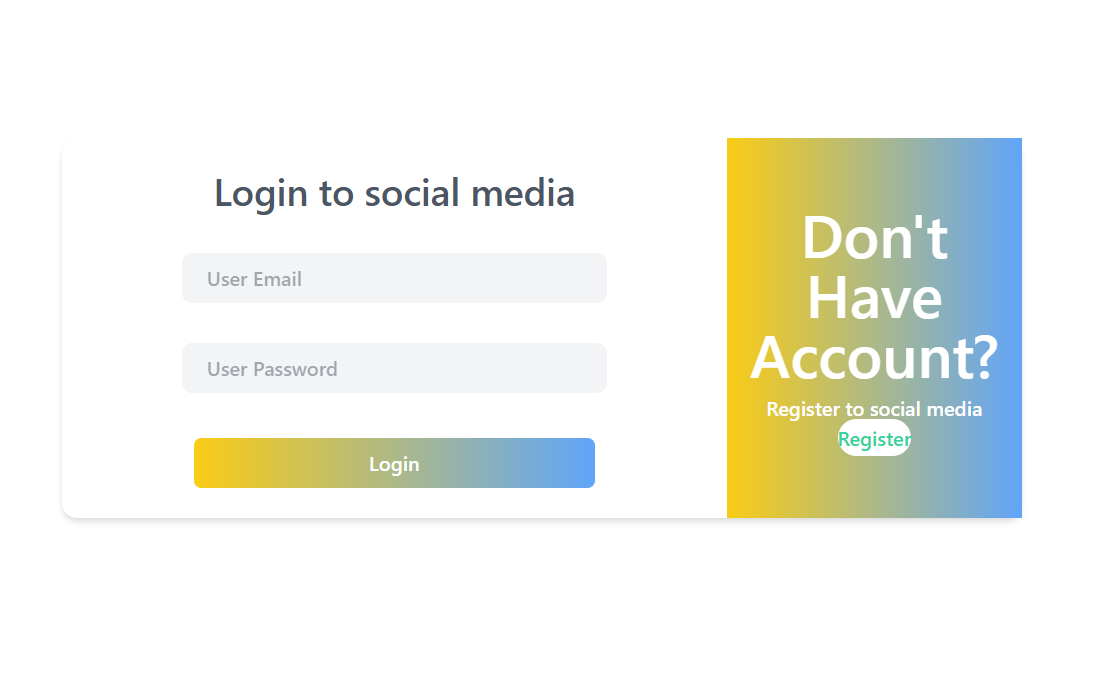 Login to social media
User Email
User Password
Login
Don't
Have
Account?
Register to social media
Register